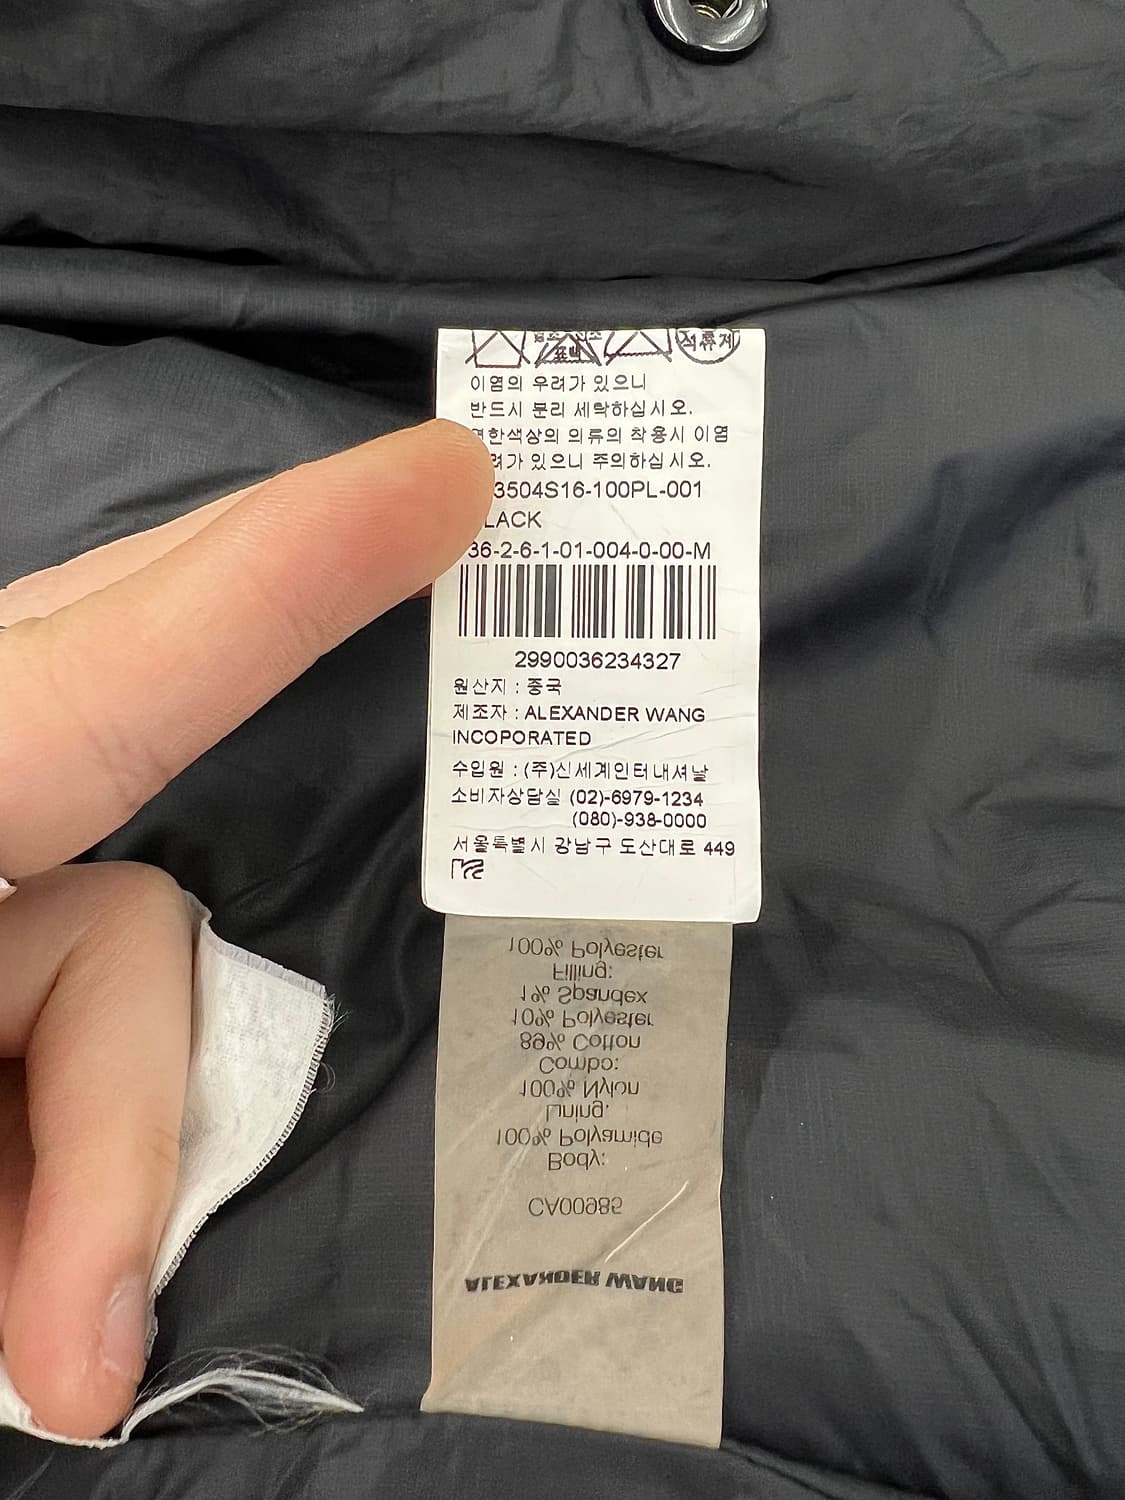 표백
이염의 우려가 있으니
반드시 분리 세탁하십시오.
의류의 착용시 이염
있으니 주의하십시오.
3504S16-100PL-001
LACK
36-2-6-1-01-004-0-00-M
2990036234327
원산지 : 중국
제조자 : ALEXANDER WANG
INCOPORATED
수입원 : (주)신세계인터내셔날
소비자상담실 (02)-6979-1234
(080)-938-0000
서울특별시 강남구 도산대로 449
ALEXANDER WANG
CA00985
Body:
100% Polyamide
Lining:
100% Nylon
Combo:
89% Cotton
10% Polyester
1% Spandex
Filling:
100% Polyester